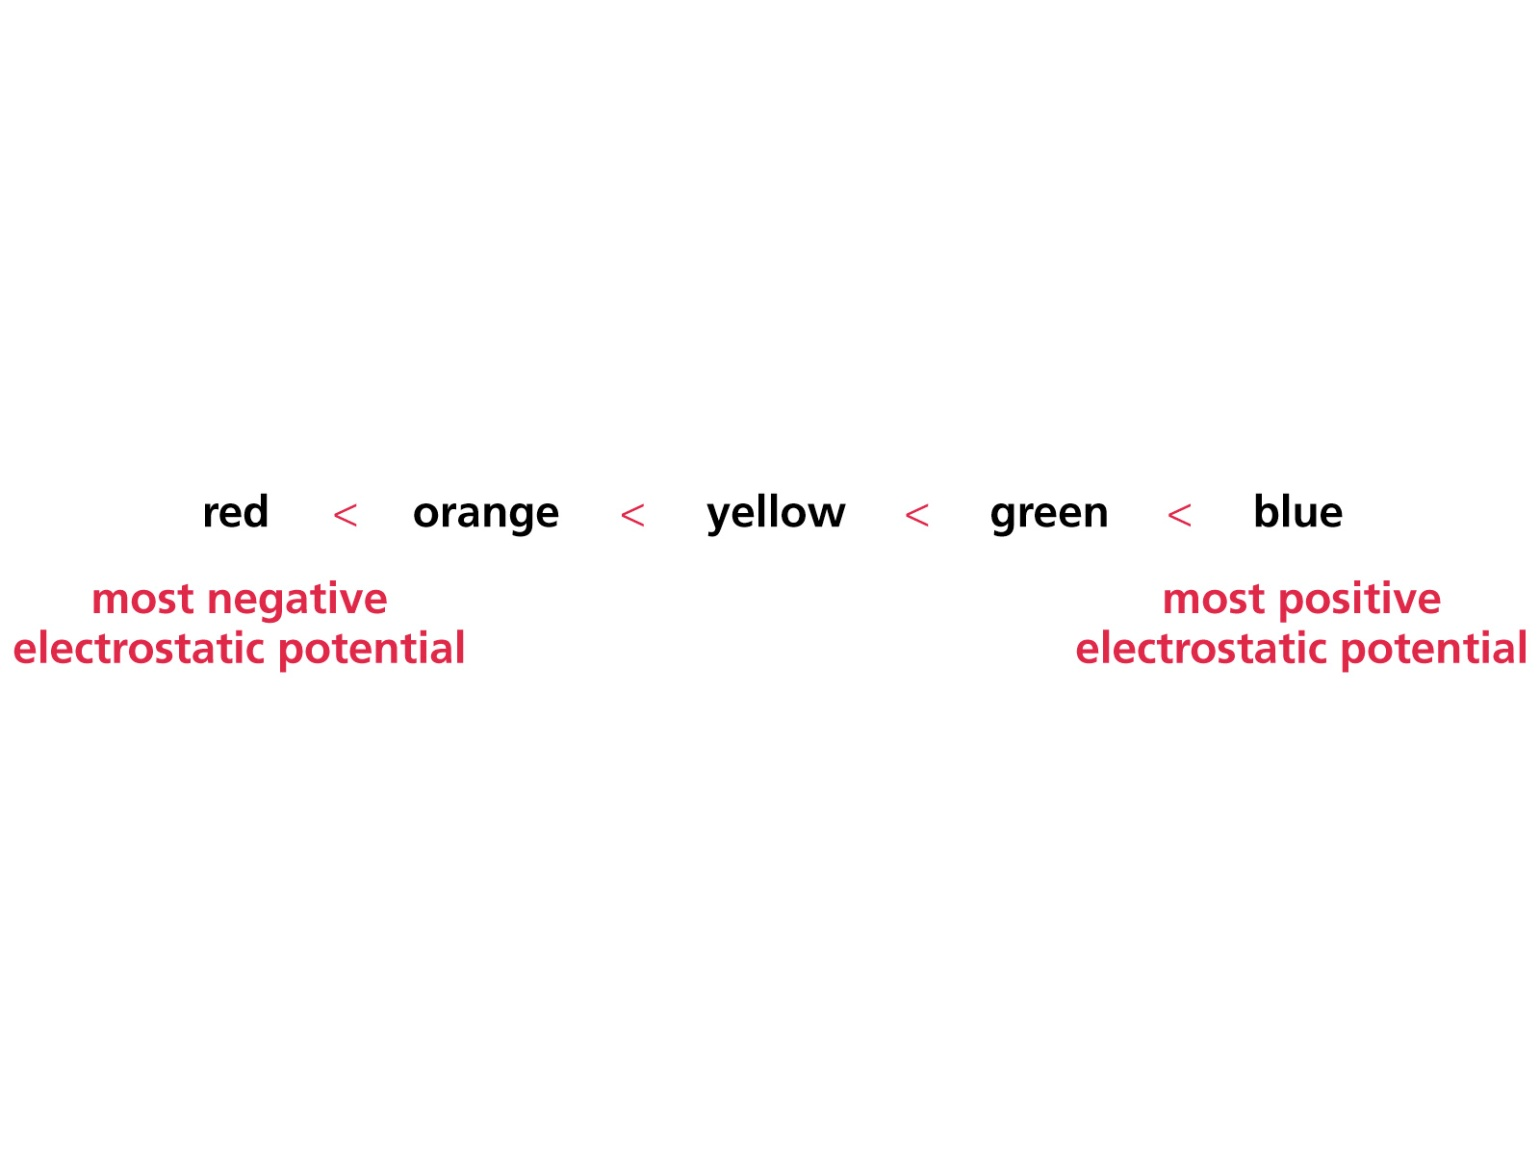 red < orange < yellow < green < blue
most negative
electrostatic potential
most positive
electrostatic potential